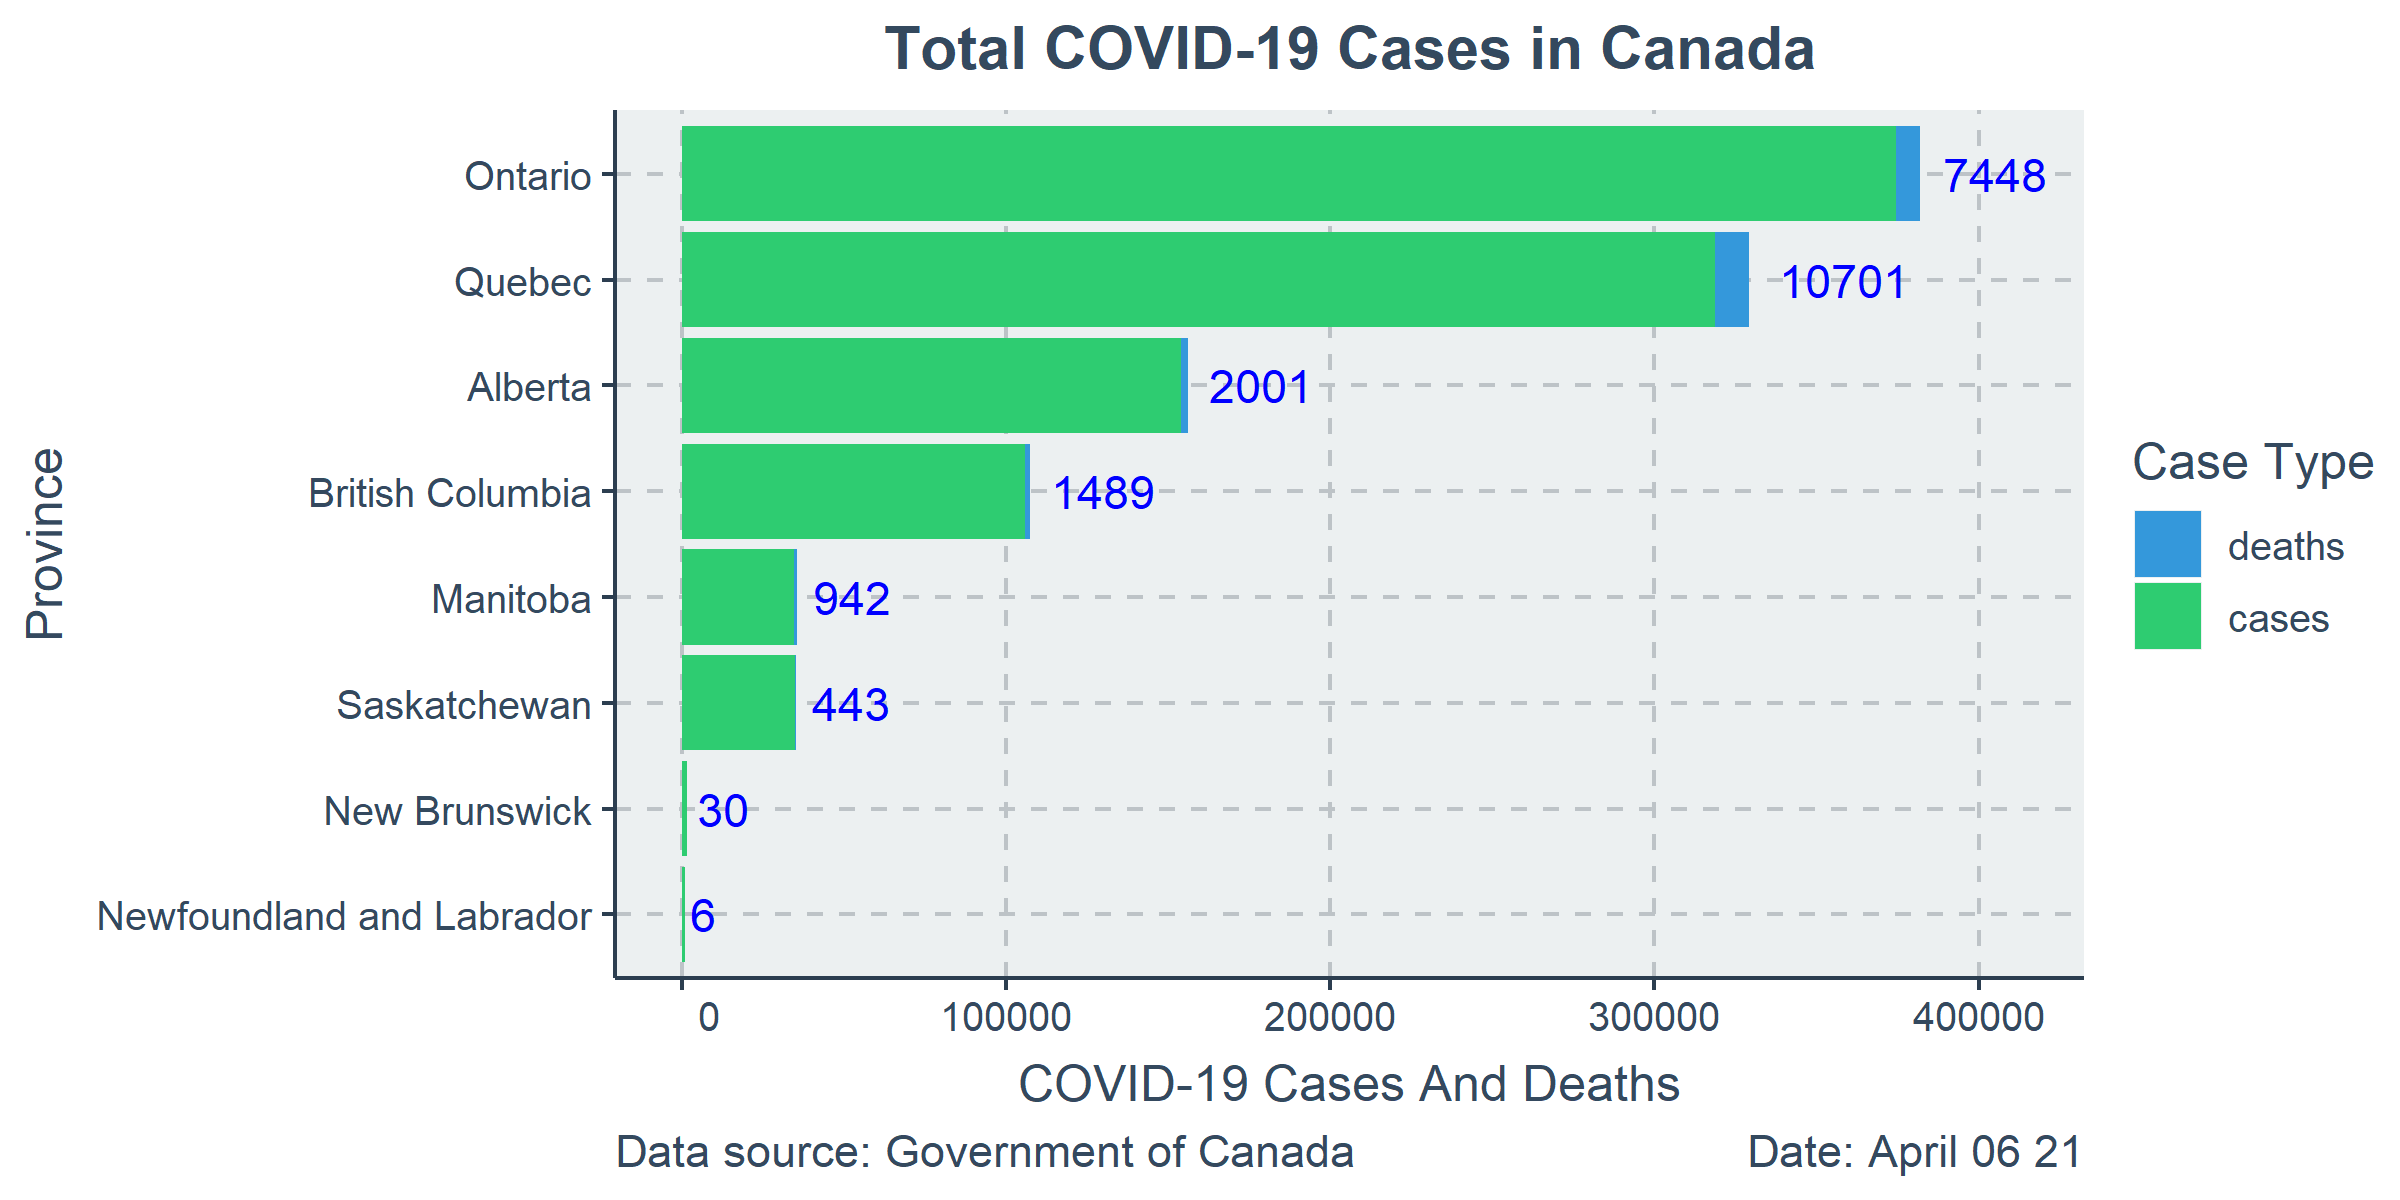 Total COVID-19 Cases in Canada
Ontario
7448
Quebec
10701
Alberta
2001
British Columbia
1489
Manitoba
942
Saskatchewan
443
New Brunswick
30
Newfoundland and Labrador
6
Province
Case Type
deaths
cases
0 100000 200000 300000 400000
COVID-19 Cases And Deaths
Data source: Government of Canada
Date: April 06 21